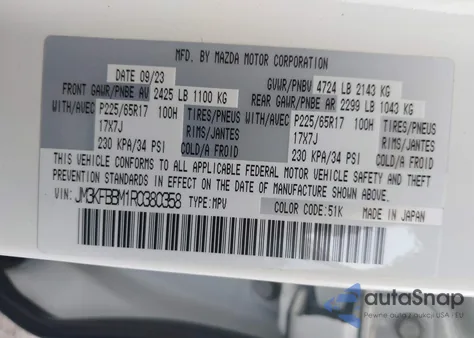 MFD. BY MAZDA MOTOR CORPORATION
DATE 09/23 GVWR/PNBV 4724 LB 2143 KG
FRONT GAWR/PNBE AV 2425 LB 1100 KG REAR GAWR/PNBE AR 2299 LB 1043 KG
WITH/AVEC P225/65R17 100H TIRES/PNEUS WITH/AVEC P225/65R17 100H TIRES/PNEUS
17X7J RIMS/JANTES 17X7J RIMS/JANTES
230 KPA/34 PSI COLD/A FROID 230 KPA/34 PSI COLD/A FROID
THIS VEHICLE CONFORMS TO ALL APPLICABLE FEDERAL MOTOR VEHICLE SAFETY AND THEFT
PREVENTION STANDARDS IN EFFECT ON THE DATE OF MANUFACTURE SHOWN ABOVE.
VIN: JM3KFBBM1R0380358 TYPE: MPV COLOR CODE: 51K MADE IN JAPAN
autoSnap
Pewne auto / aukcji USA i EU